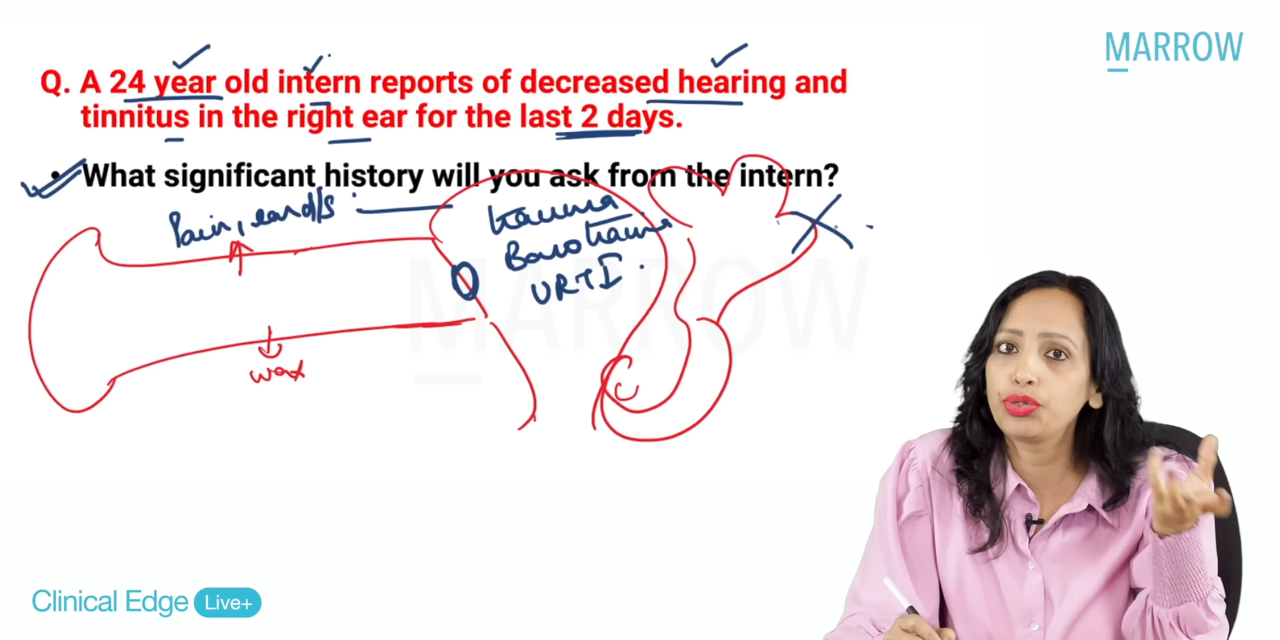 MARROW
Q. A 24 year old intern reports of decreased hearing and
tinnitus in the right ear for the last 2 days.
• What significant history will you ask from the intern?
Pain, ear d/s
trauma
Barotrauma
URTI.
wax
MARROW
Clinical Edge Live+